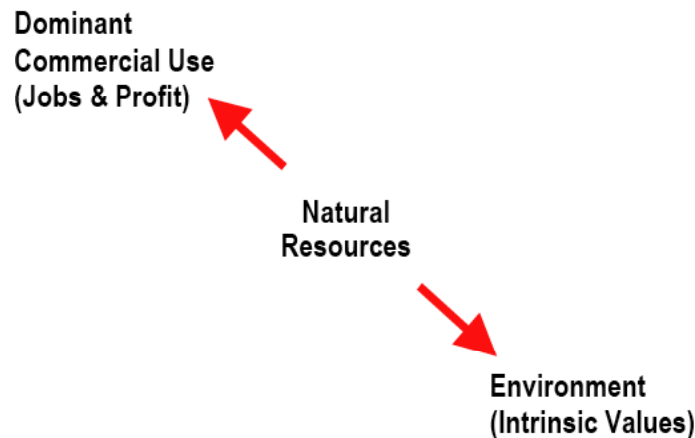 Dominant
Commercial Use
(Jobs & Profit)
Natural
Resources
Environment
(Intrinsic Values)